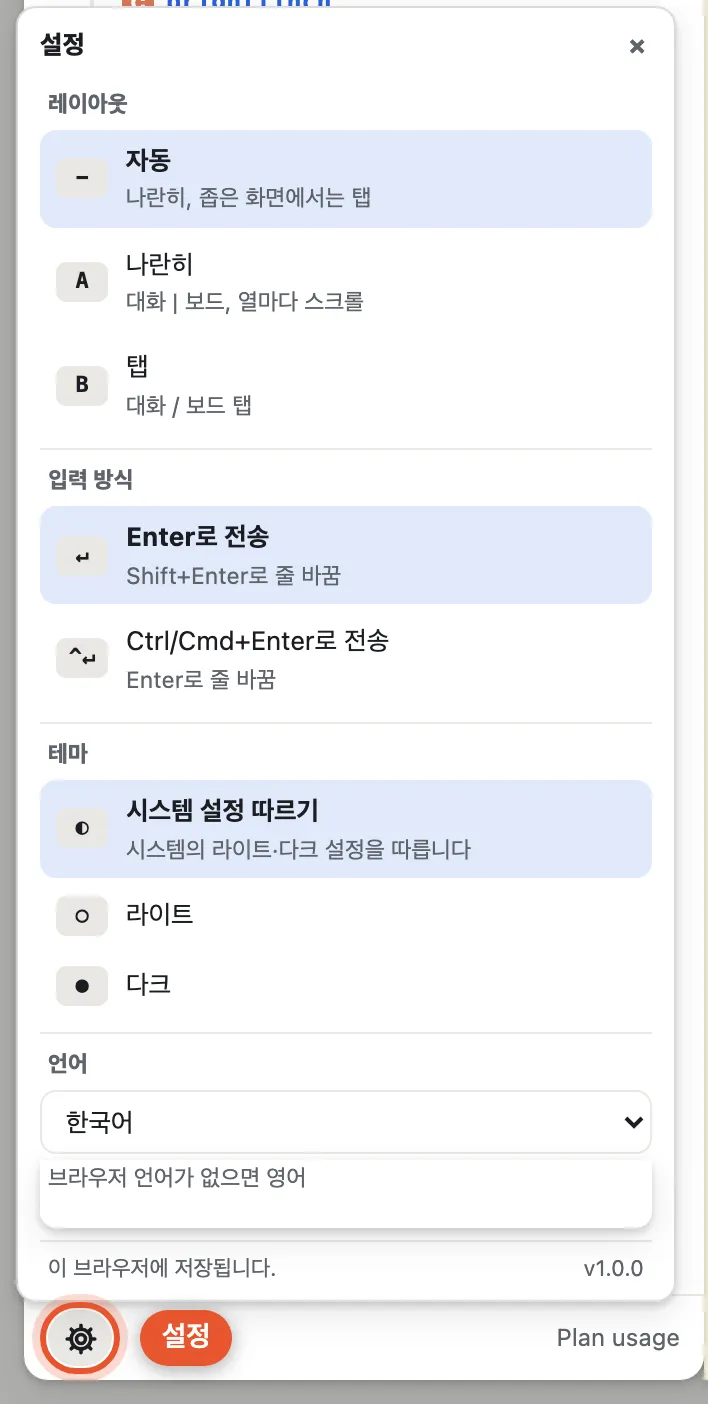 설정 ×
레이아웃
– 자동
나란히, 좁은 화면에서는 탭
A 나란히
대화 | 보드, 열마다 스크롤
B 탭
대화 / 보드 탭
입력 방식
↵ Enter로 전송
Shift+Enter로 줄 바꿈
^↵ Ctrl/Cmd+Enter로 전송
Enter로 줄 바꿈
테마
◐ 시스템 설정 따르기
시스템의 라이트·다크 설정을 따릅니다
○ 라이트
● 다크
언어
한국어
브라우저 언어가 없으면 영어
이 브라우저에 저장됩니다. v1.0.0
설정 Plan usage